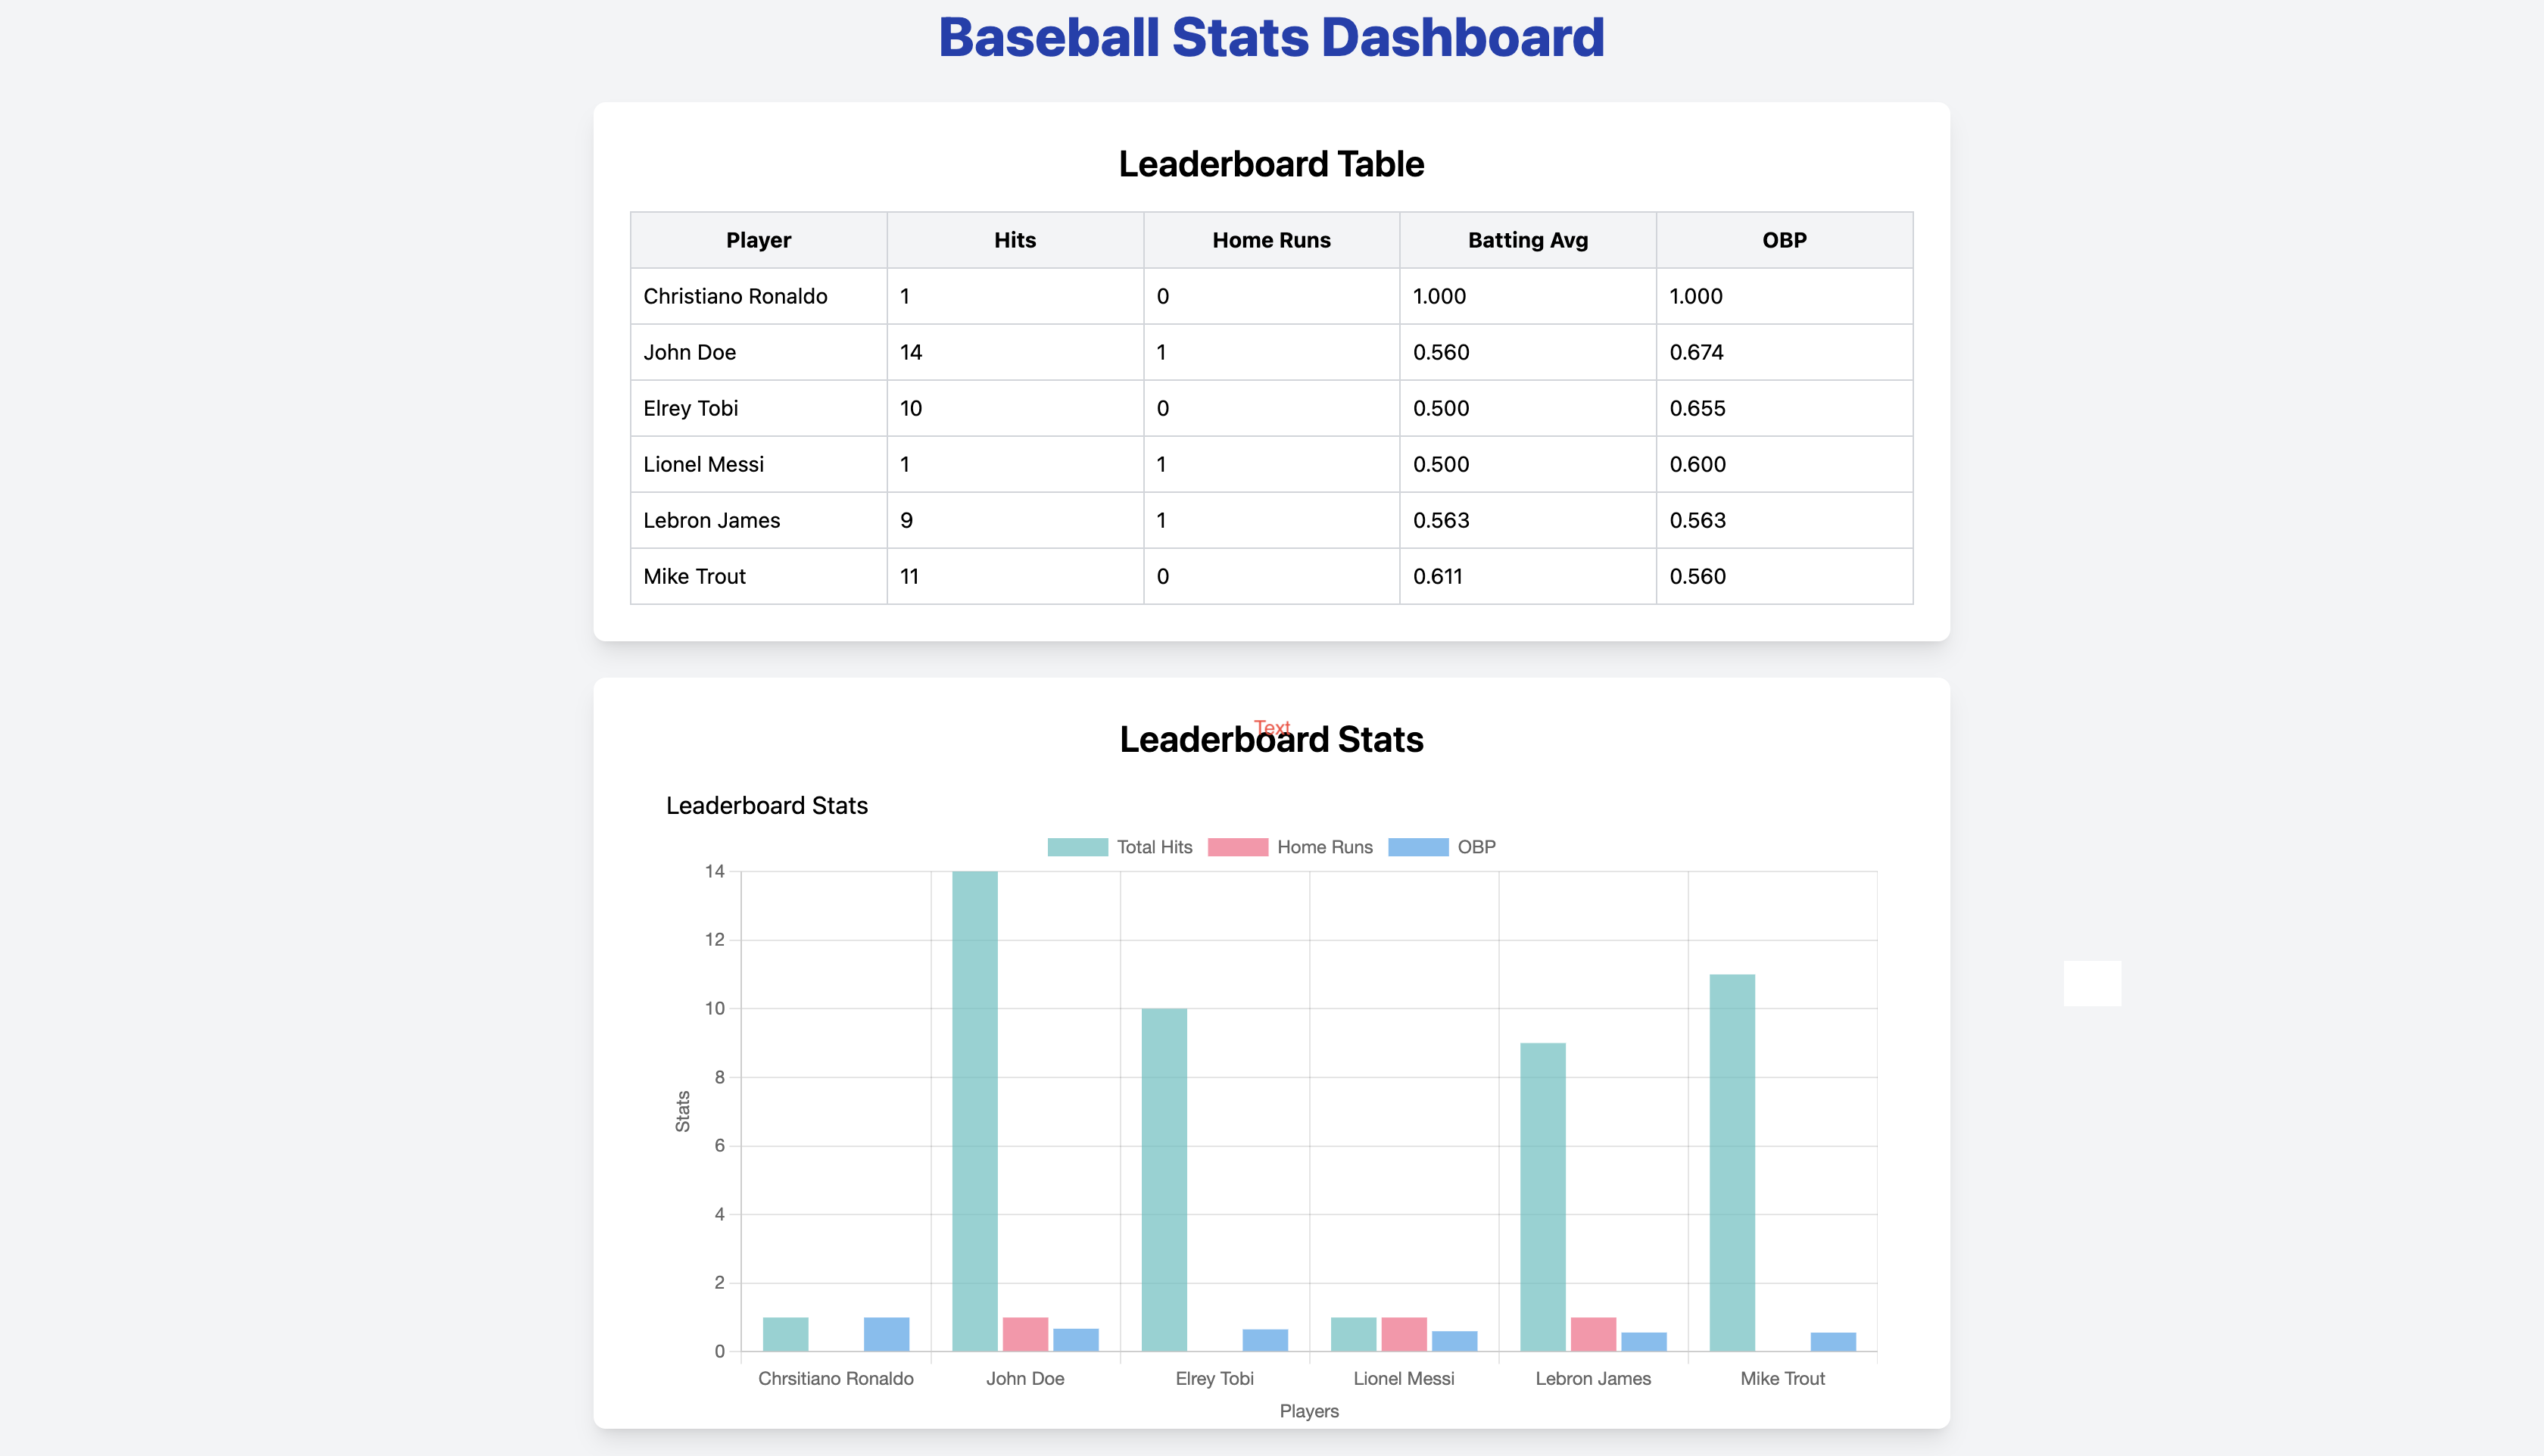 Baseball Stats Dashboard
Leaderboard Table
Player Hits Home Runs Batting Avg OBP
Christiano Ronaldo 1 0 1.000 1.000
John Doe 14 1 0.560 0.674
Elrey Tobi 10 0 0.500 0.655
Lionel Messi 1 1 0.500 0.600
Lebron James 9 1 0.563 0.563
Mike Trout 11 0 0.611 0.560
Text
Leaderboard Stats
Leaderboard Stats
Total Hits Home Runs OBP
14
12
10
8
6
4
2
0
Stats
Chrsitiano Ronaldo John Doe Elrey Tobi Lionel Messi Lebron James Mike Trout
Players